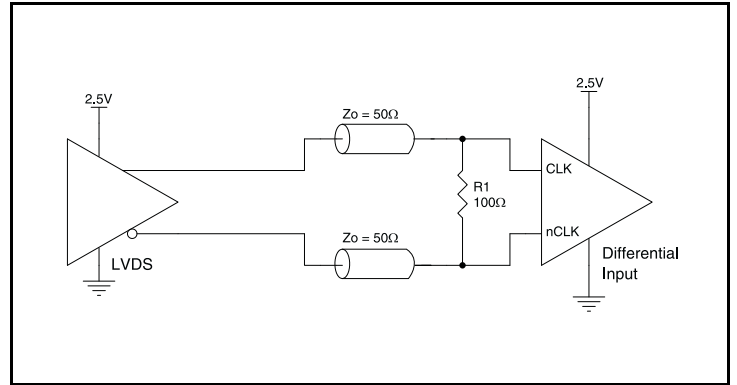 2.5V
2.5V
Zo = 50Ω
CLK
R1
100Ω
nCLK
Zo = 50Ω
LVDS
Differential
Input